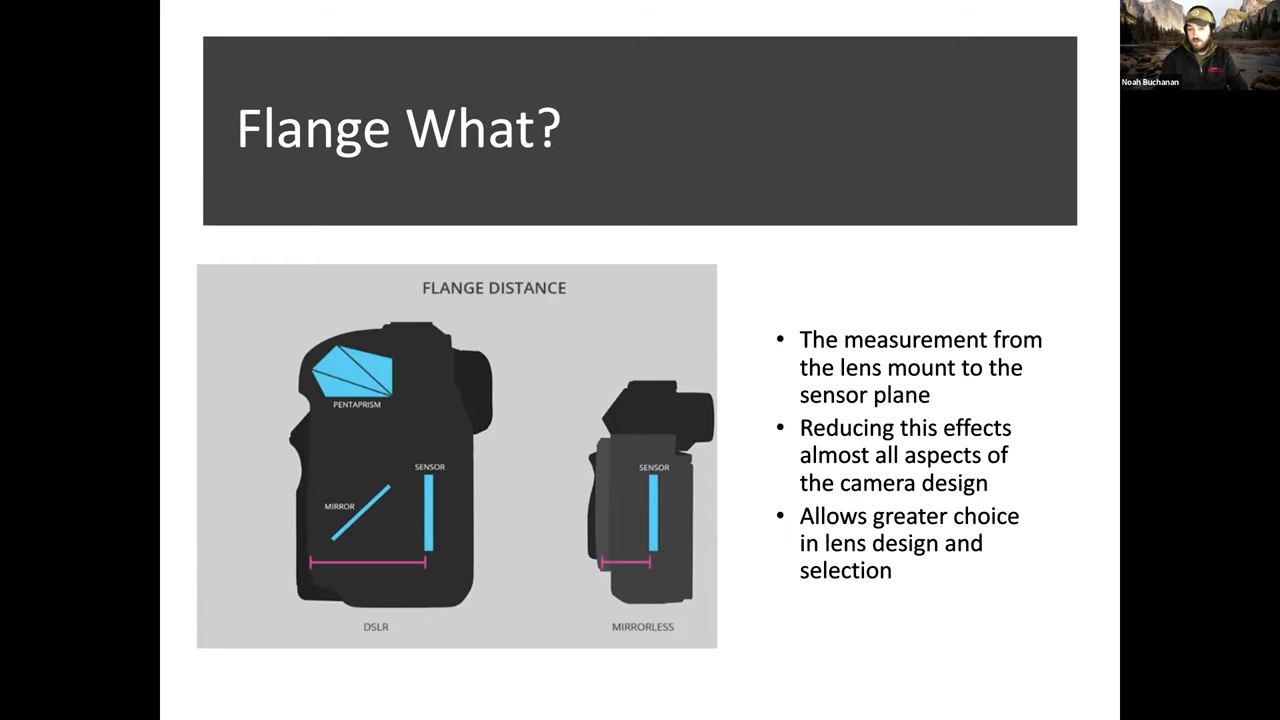 Noah Buchanan
Flange What?
FLANGE DISTANCE
PENTAPRISM
SENSOR
MIRROR
DSLR
SENSOR
MIRRORLESS
• The measurement from
the lens mount to the
sensor plane
• Reducing this effects
almost all aspects of
the camera design
• Allows greater choice
in lens design and
selection